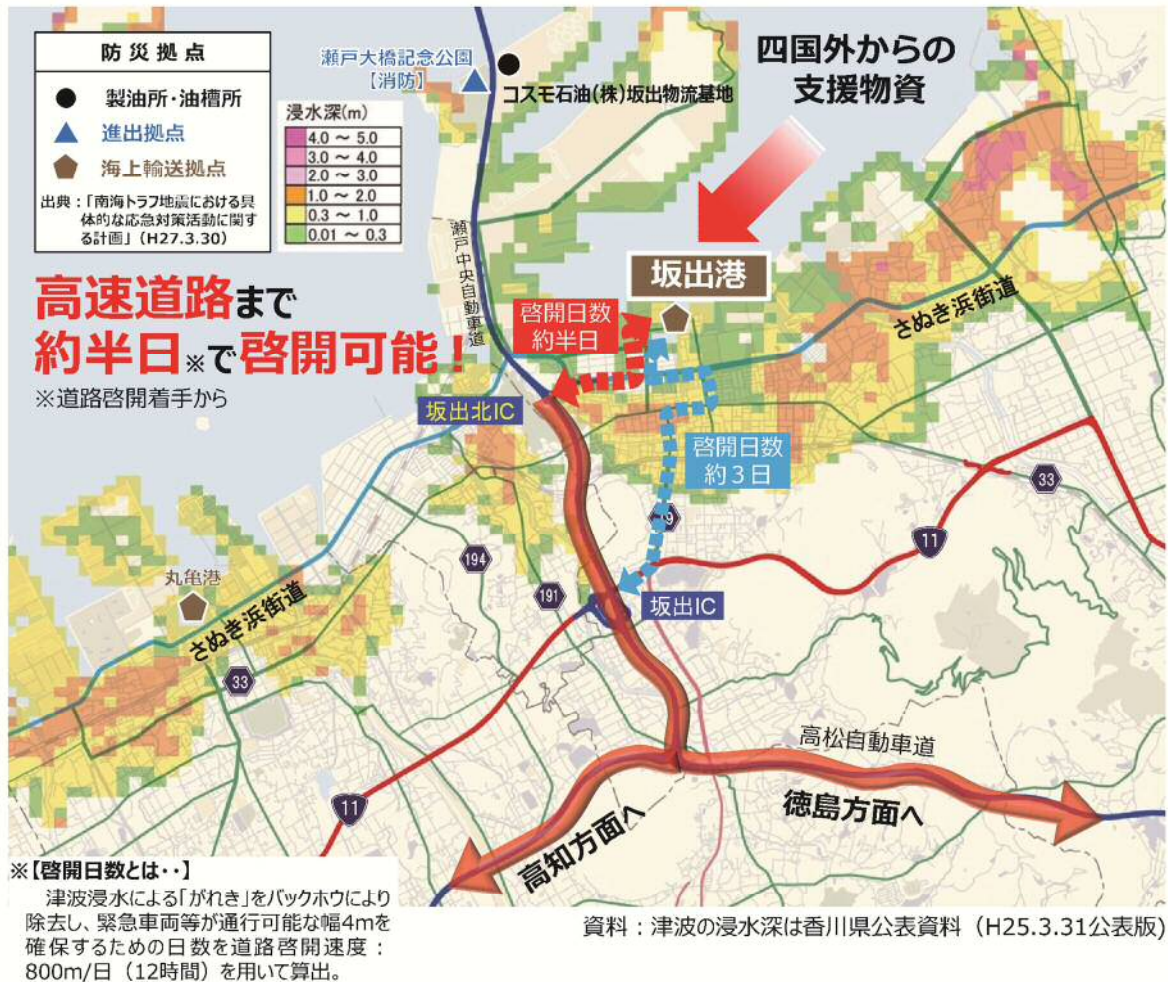 防災拠点
製油所・油槽所
進出拠点
海上輸送拠点
出典：「南海トラフ地震における具
体的な応急対策活動に関す
る計画」（H27.3.30）
瀬戸大橋記念公園
【消防】
コスモ石油(株)坂出物流基地
浸水深(m)
4.0 ～ 5.0
3.0 ～ 4.0
2.0 ～ 3.0
1.0 ～ 2.0
0.3 ～ 1.0
0.01 ～ 0.3
四国外からの
支援物資
瀬戸中央自動車道
坂出港
さぬき浜街道
高速道路まで
約半日※で啓開可能！
※道路啓開着手から
啓開日数
約半日
坂出北IC
啓開日数
約３日
33
19
11
194
191
坂出IC
丸亀港
さぬき浜街道
33
11
高松自動車道
徳島方面へ
高知方面へ
※【啓開日数とは・・】
津波浸水による「がれき」をバックホウにより
除去し、緊急車両等が通行可能な幅4mを
確保するための日数を道路啓開速度：
800m/日（12時間）を用いて算出。
資料：津波の浸水深は香川県公表資料（H25.3.31公表版）